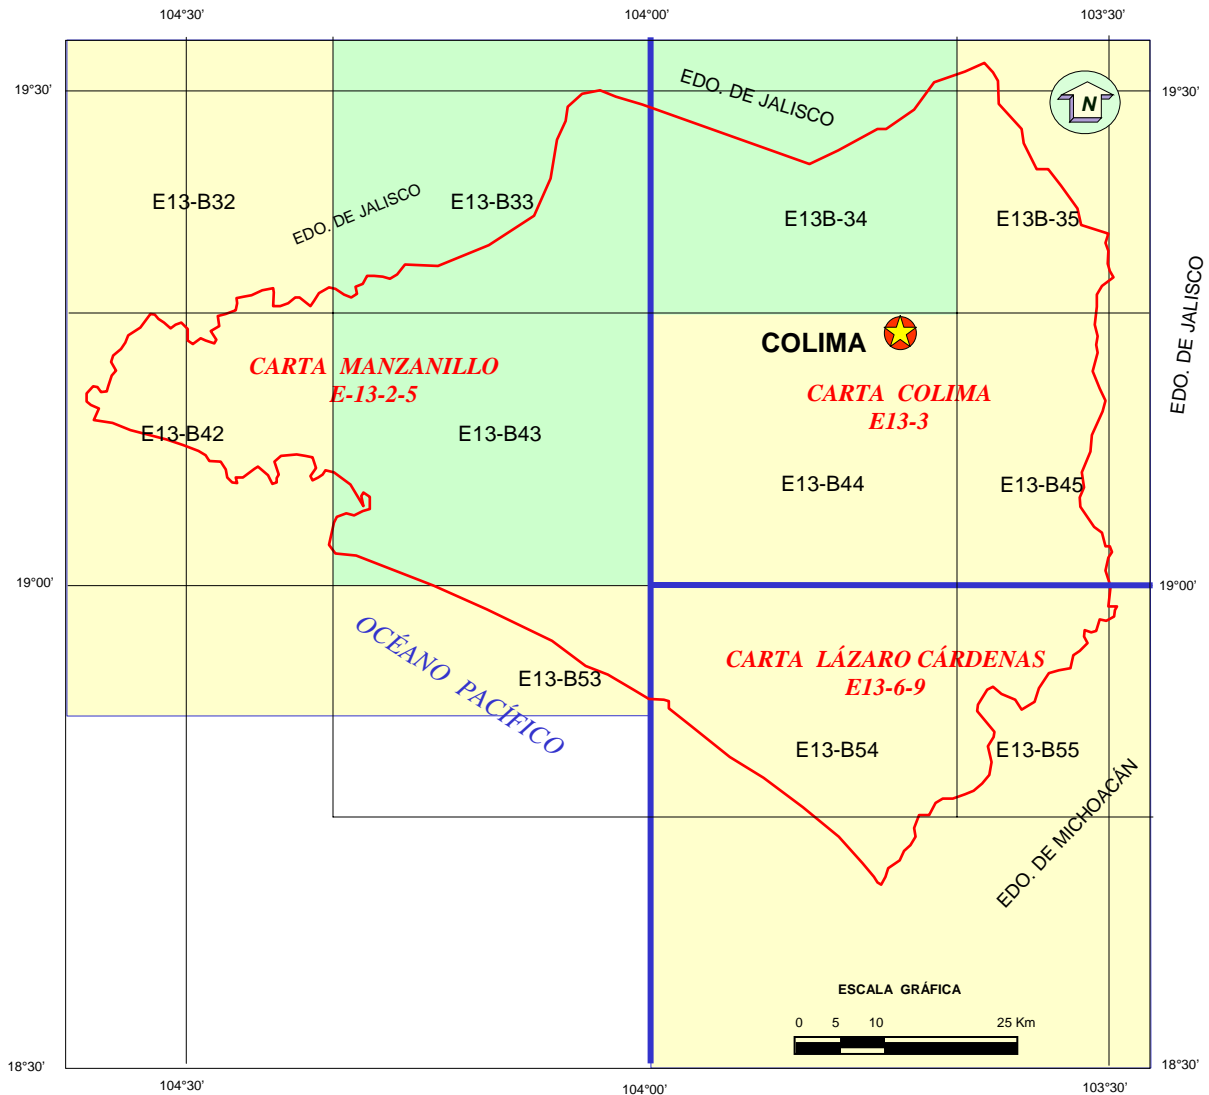 104°30'
104°00'
103°30'
19°30'
EDO. DE JALISCO
N
19°30'
E13-B32
EDO. DE JALISCO
E13-B33
E13B-34
E13B-35
EDO. DE JALISCO
COLIMA
CARTA MANZANILLO
E-13-2-5
CARTA COLIMA
E13-3
E13-B42
E13-B43
E13-B44
E13-B45
19°00'
19°00'
OCÉANO PACÍFICO
CARTA LÁZARO CÁRDENAS
E13-6-9
E13-B53
E13-B54
E13-B55
EDO. DE MICHOACÁN
ESCALA GRÁFICA
0 5 10 25 Km
18°30'
18°30'
104°30'
104°00'
103°30'